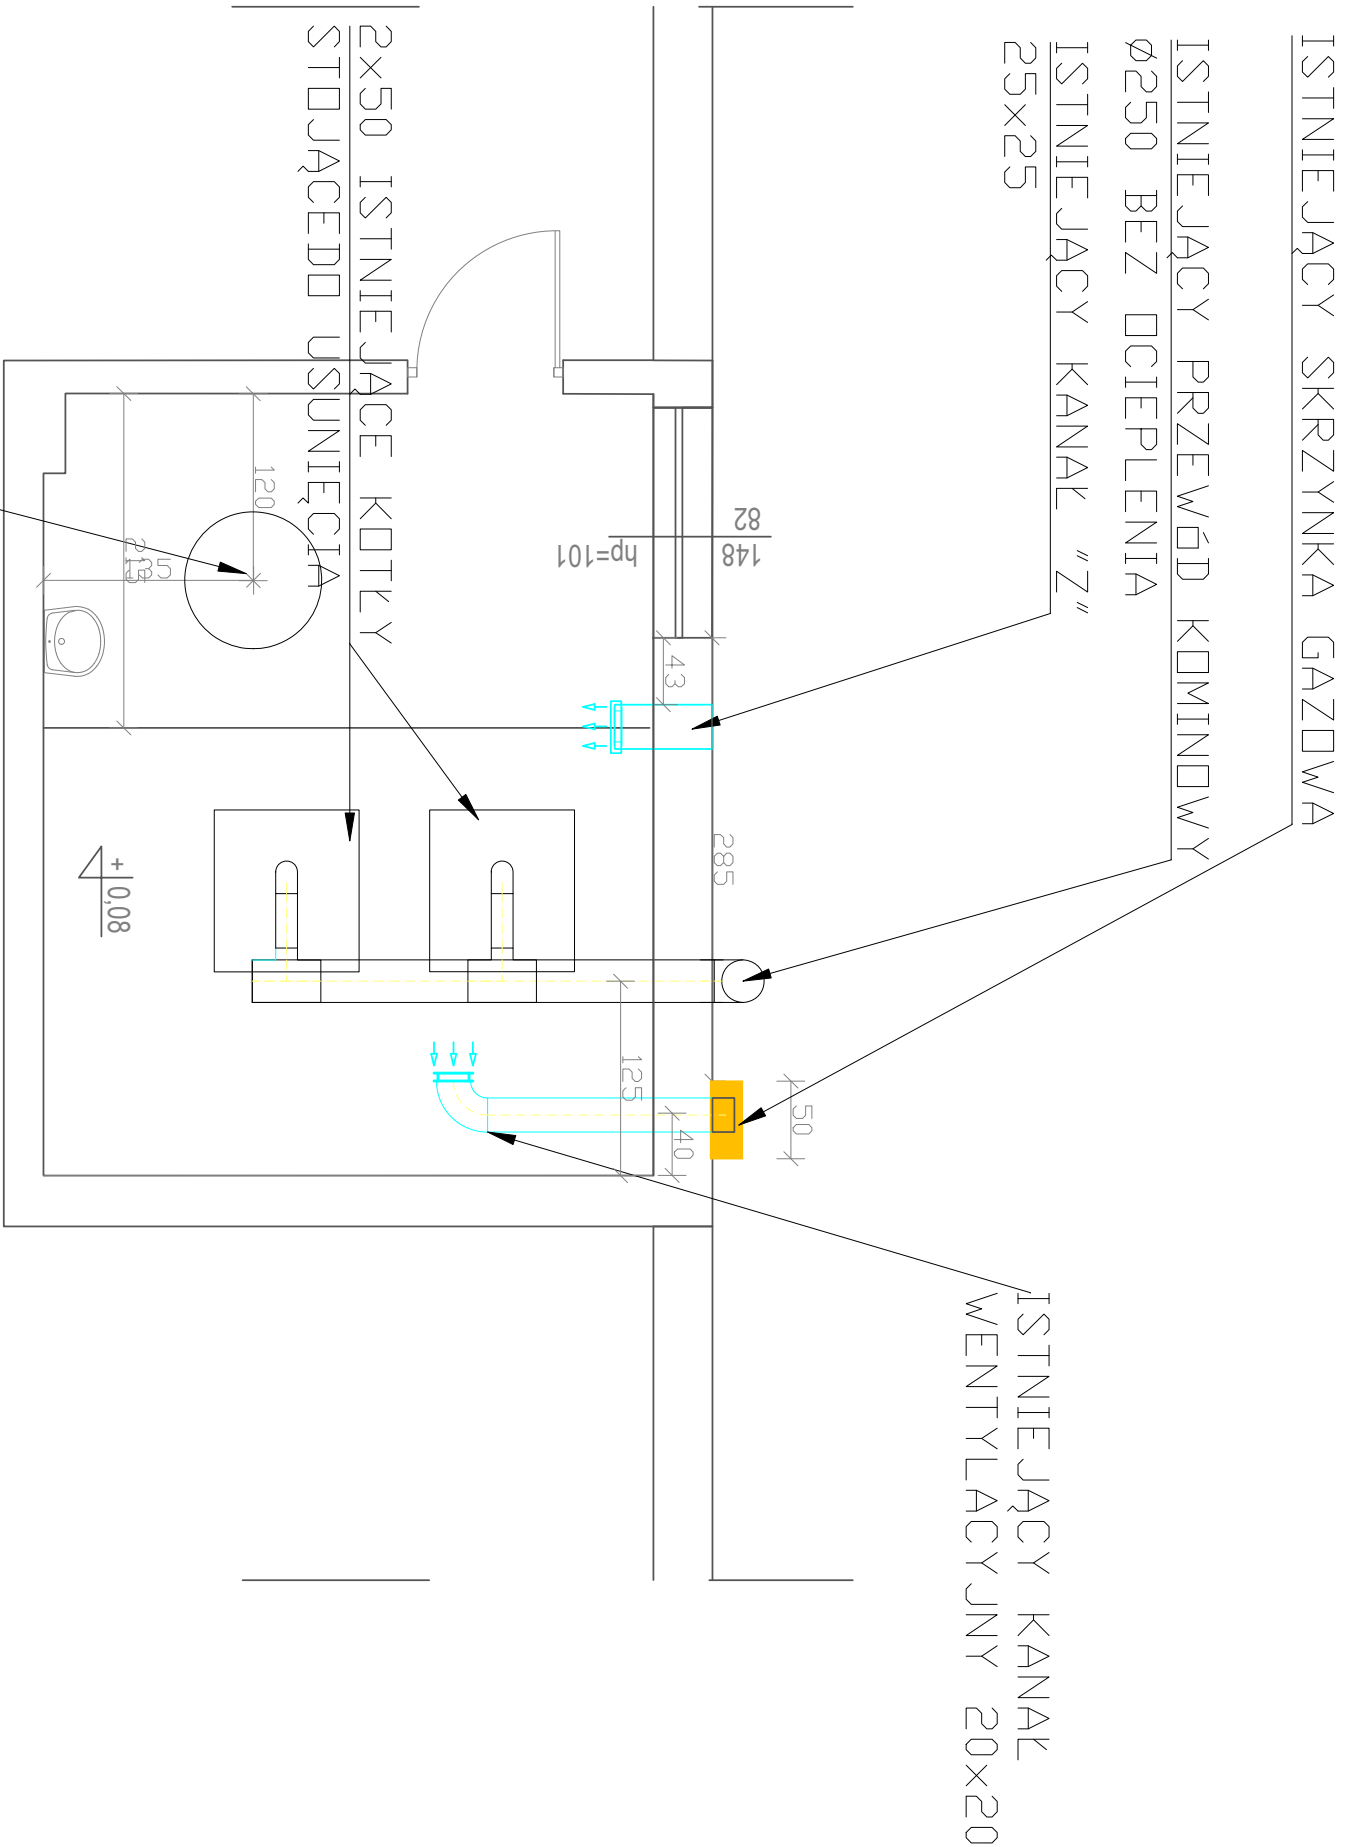 ISTNIEJĄCY SKRZYNKA GAZOWA
ISTNIEJĄCY PRZEWÓD KOMINOWY
Ø250 BEZ OCIEPLENIA
ISTNIEJĄCY KANAŁ "Z"
25x25
2x50 ISTNIEJĄCE KOTŁY
STOJĄCEDO USUNIĘCIA
ISTNIEJĄCY KANAŁ
WENTYLACYJNY 20x20
82
148
hp=101
43
285
120
125
40
50
+ 0,08